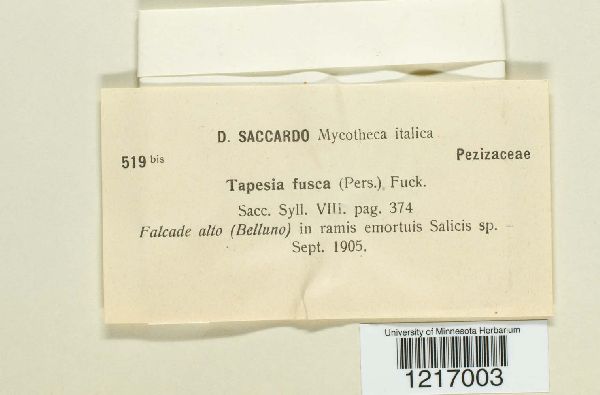 D. SACCARDO Mycotheca italica
519 bis
Pezizaceae
Tapesia fusca (Pers.) Fuck.
Sacc. Syll. VIII. pag. 374
Falcade alto (Belluno) in ramis emortuis Salicis sp. –
Sept. 1905.
University of Minnesota Herbarium
1217003